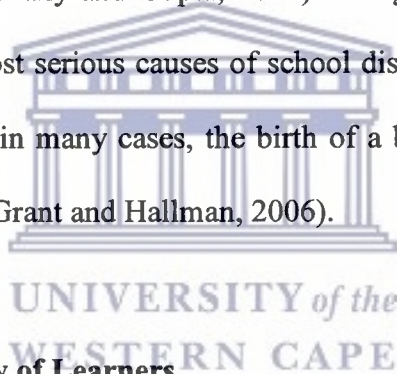 ost serious causes of school dis
in many cases, the birth of a b
Grant and Hallman, 2006).
UNIVERSITY of the
y of Learners
WESTERN CAPE